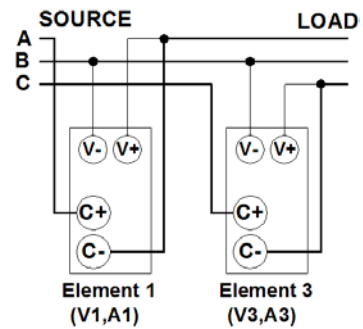 SOURCE LOAD
A
B
C
V- V+ V- V+
C+ C+
C- C-
Element 1 Element 3
(V1,A1) (V3,A3)